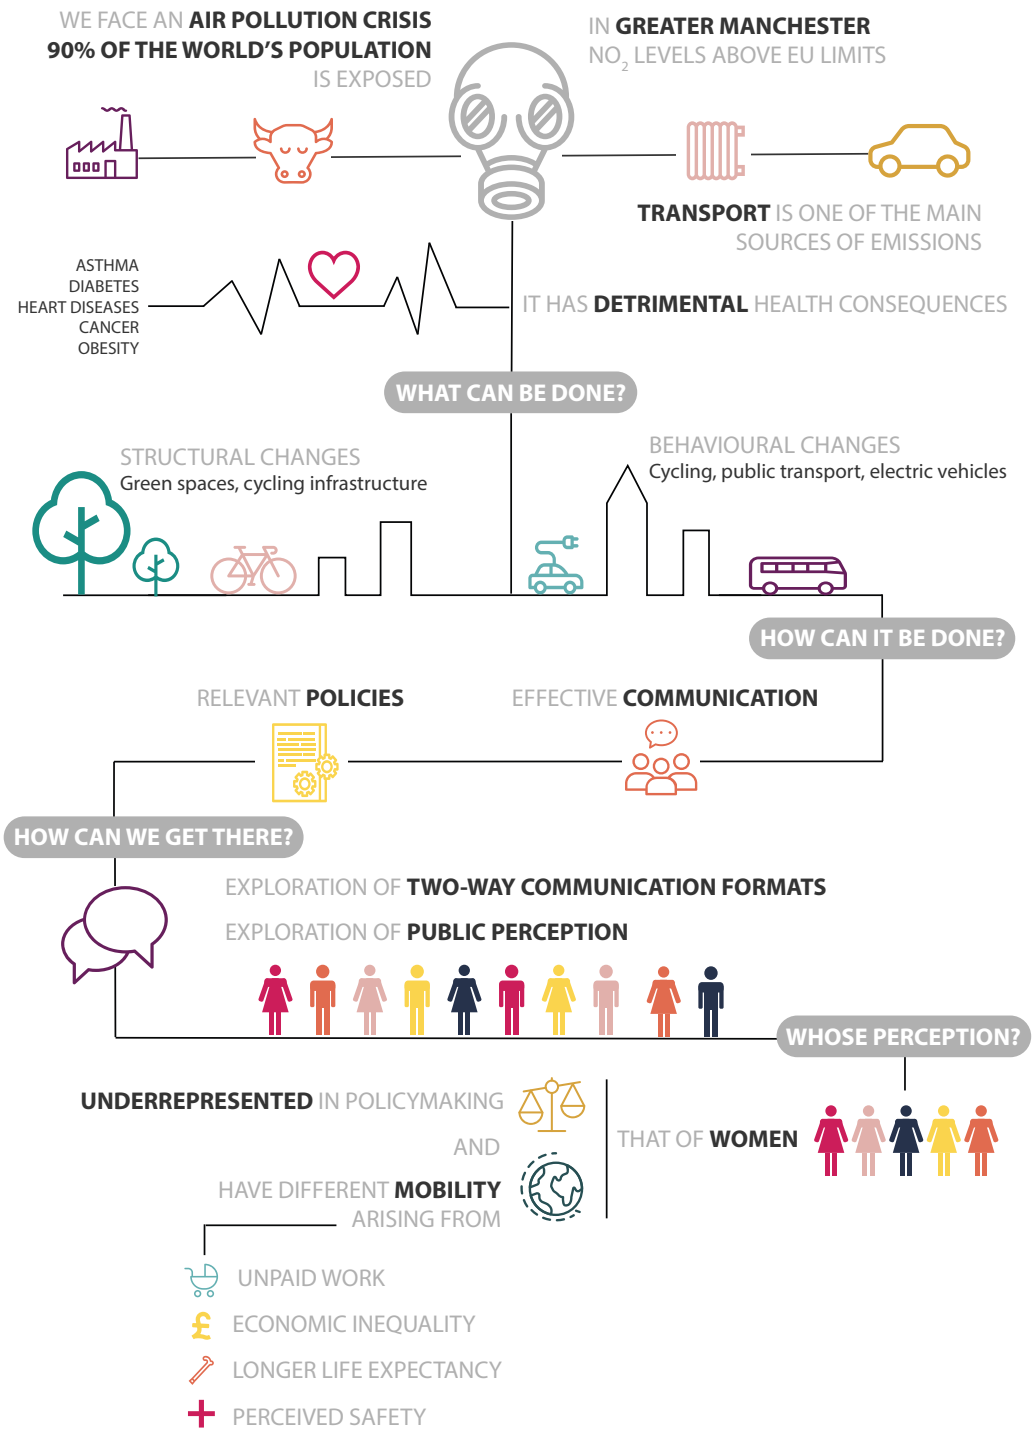 WE FACE AN AIR POLLUTION CRISIS
90% OF THE WORLD'S POPULATION
IS EXPOSED
IN GREATER MANCHESTER
NO2 LEVELS ABOVE EU LIMITS
TRANSPORT IS ONE OF THE MAIN
SOURCES OF EMISSIONS
ASTHMA
DIABETES
HEART DISEASES
CANCER
OBESITY
IT HAS DETRIMENTAL HEALTH CONSEQUENCES
WHAT CAN BE DONE?
STRUCTURAL CHANGES
Green spaces, cycling infrastructure
BEHAVIOURAL CHANGES
Cycling, public transport, electric vehicles
HOW CAN IT BE DONE?
RELEVANT POLICIES
EFFECTIVE COMMUNICATION
HOW CAN WE GET THERE?
EXPLORATION OF TWO-WAY COMMUNICATION FORMATS
EXPLORATION OF PUBLIC PERCEPTION
WHOSE PERCEPTION?
THAT OF WOMEN
UNDERREPRESENTED IN POLICYMAKING
AND
HAVE DIFFERENT MOBILITY
ARISING FROM
UNPAID WORK
£ ECONOMIC INEQUALITY
LONGER LIFE EXPECTANCY
PERCEIVED SAFETY